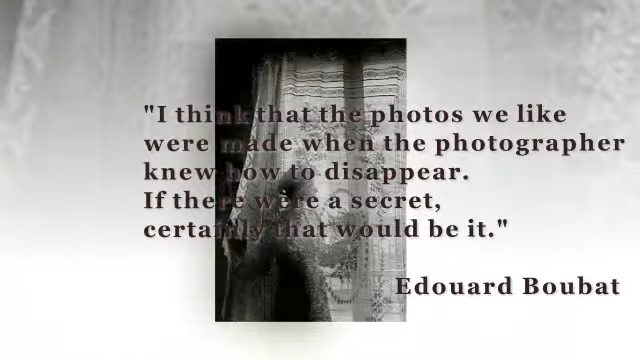 "I think that the photos we like
were made when the photographer
knew how to disappear.
If there were a secret,
certainly that would be it."
Edouard Boubat